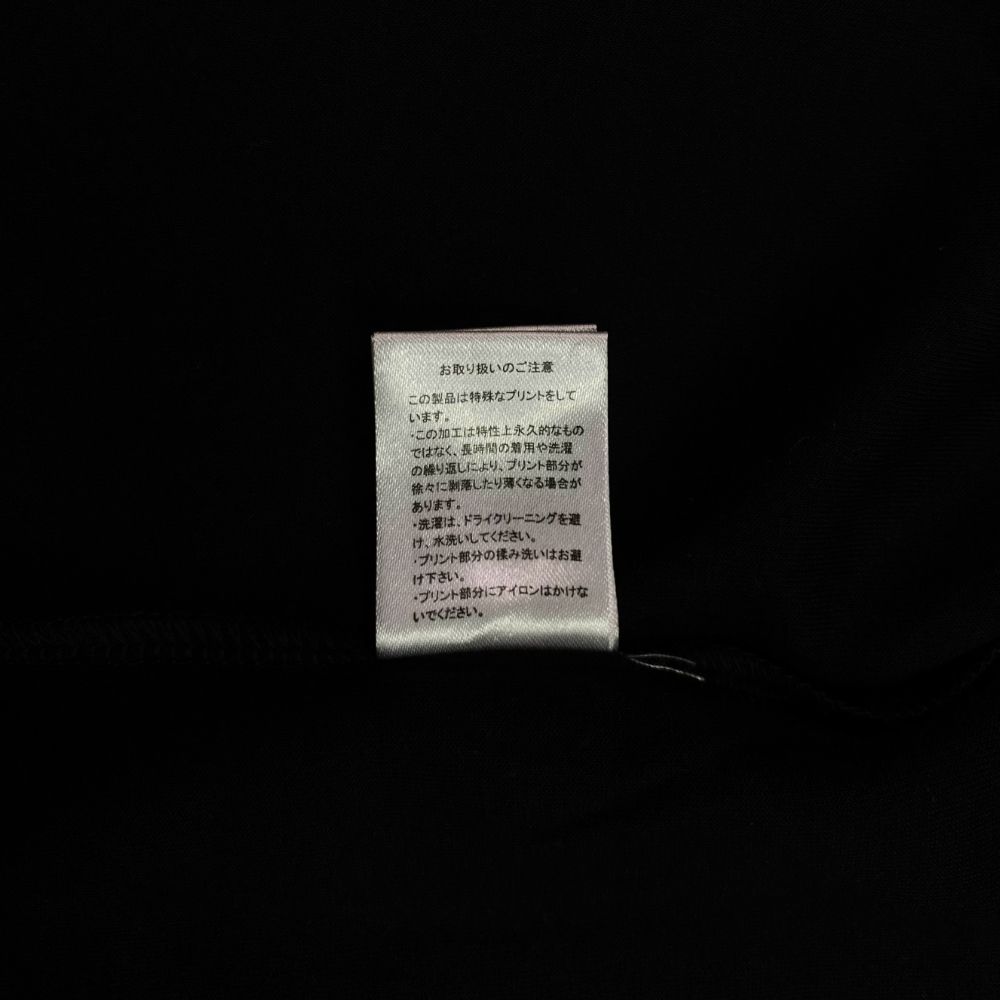 お取り扱いのご注意
この製品は特殊なプリントをして
います。
・この加工は特性上永久的なもの
ではなく、長時間の着用や洗濯
の繰り返しにより、プリント部分が
徐々に剥落したり薄くなる場合が
あります。
・洗濯は、ドライクリーニングを避
け、水洗いしてください。
・プリント部分の揉み洗いはお避
け下さい。
・プリント部分にアイロンはかけな
いでください。